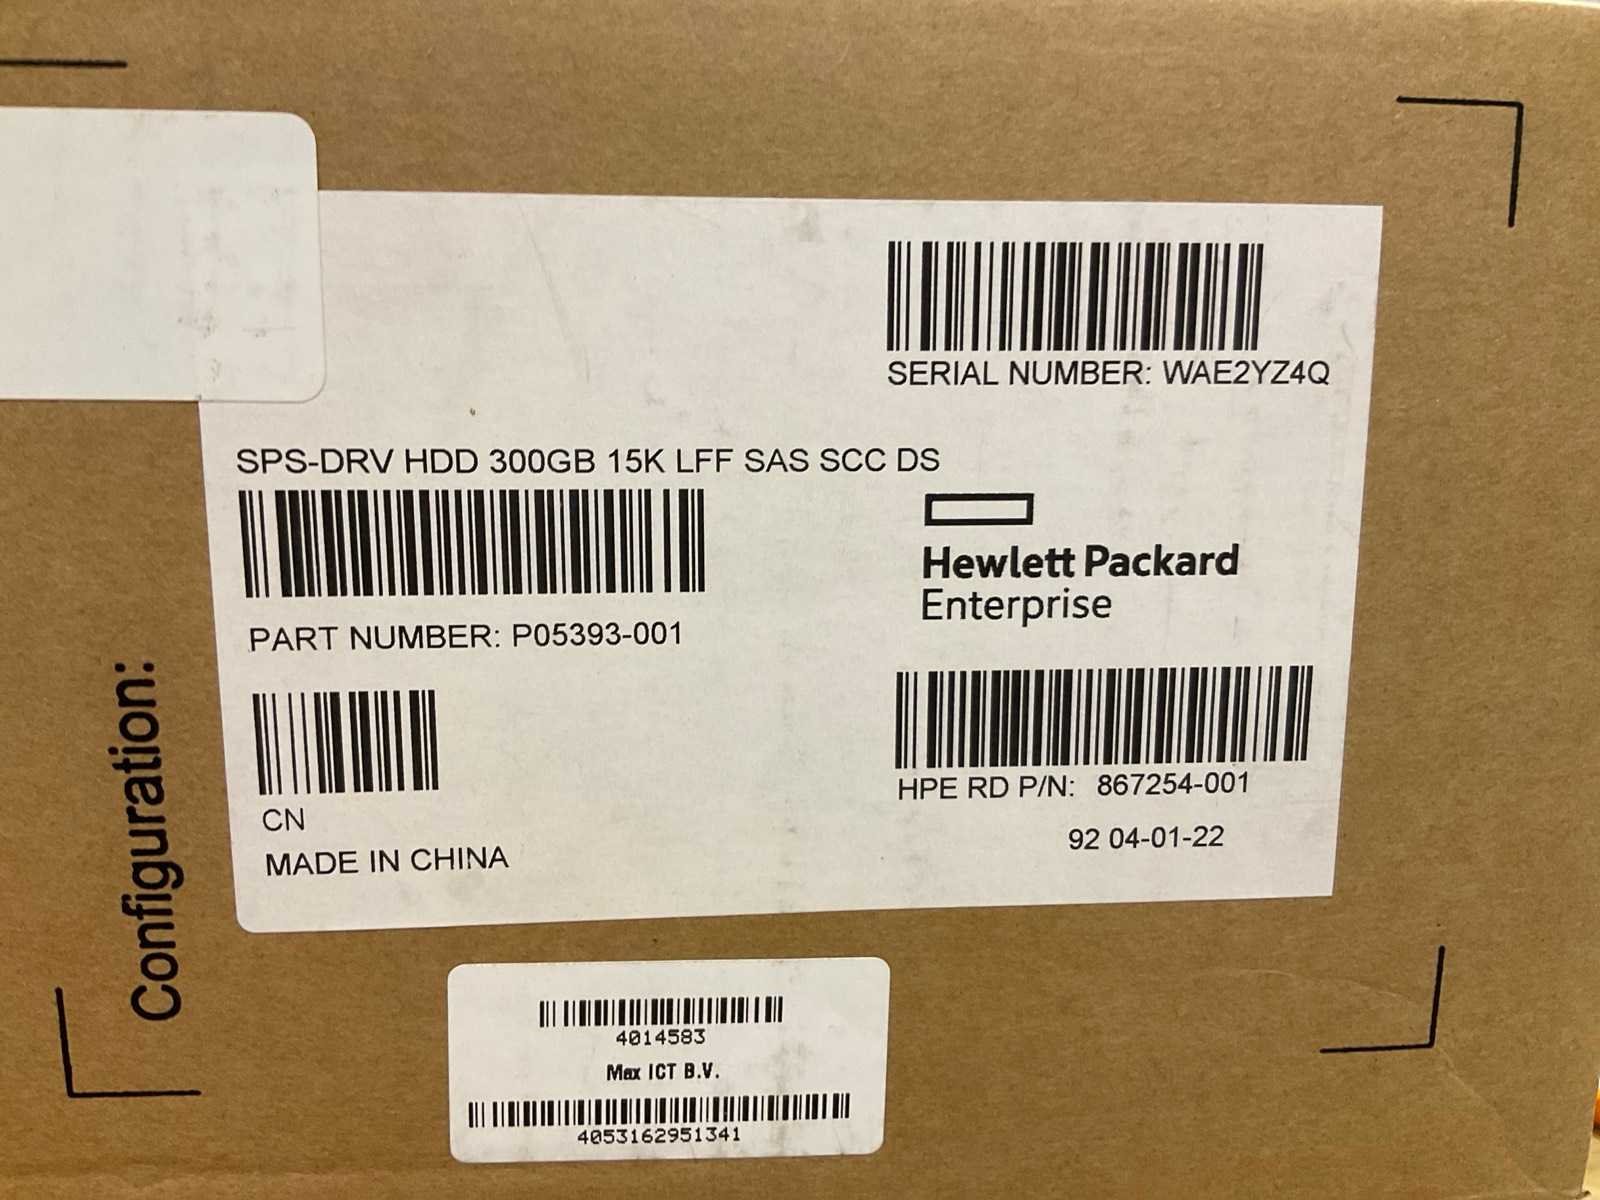 SERIAL NUMBER: WAE2YZ4Q
SPS-DRV HDD 300GB 15K LFF SAS SCC DS
Hewlett Packard
Enterprise
PART NUMBER: P05393-001
HPE RD P/N: 867254-001
CN
92 04-01-22
MADE IN CHINA
Configuration:
4014583
Max ICT B.V.
4053162951341